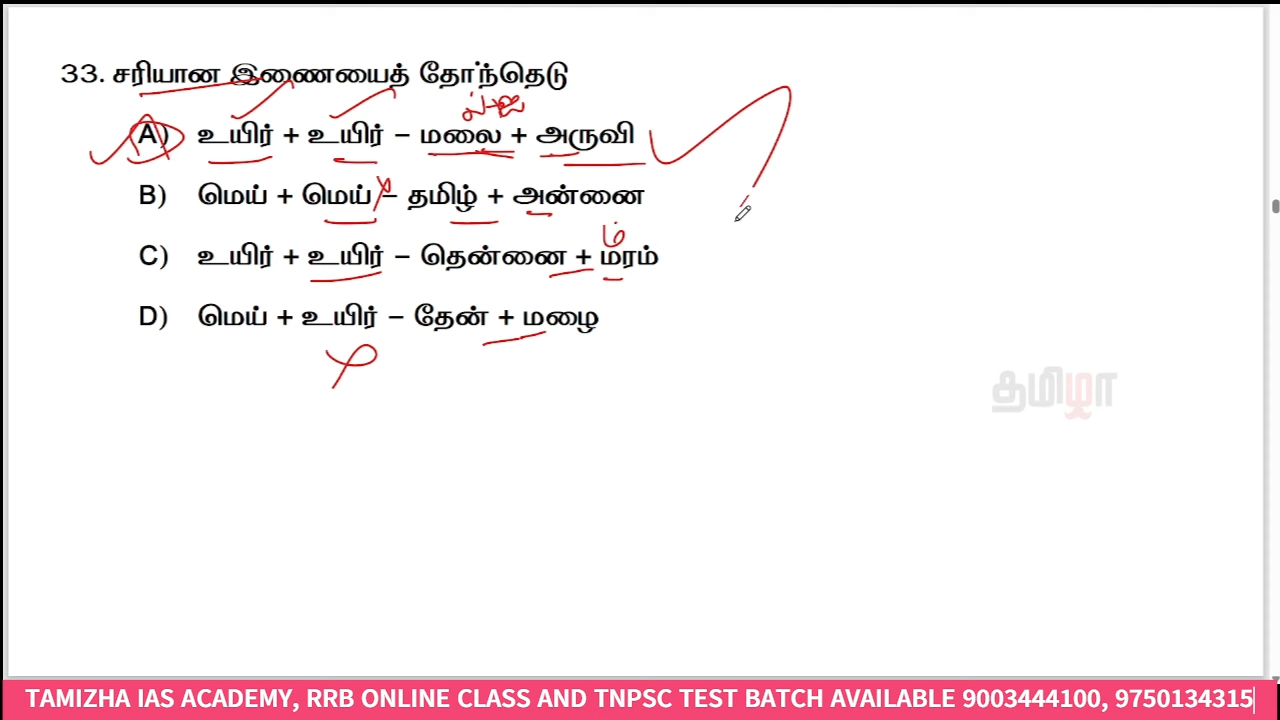 33. சரியான இணையைத் தோ்ந்தெடு
ல்+ஐ
A) உயிர் + உயிர் – மலை + அருவி
B) மெய் + மெய் – தமிழ் + அன்னை
ம்
C) உயிர் + உயிர் – தென்னை + மரம்
D) மெய் + உயிர் – தேன் + மழை
தமிழா
TAMIZHA IAS ACADEMY, RRB ONLINE CLASS AND TNPSC TEST BATCH AVAILABLE 9003444100, 9750134315